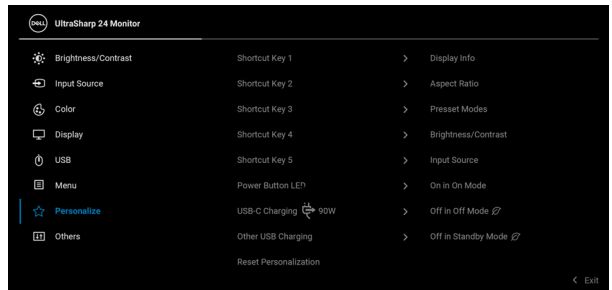 DELL UltraSharp 24 Monitor
Brightness/Contrast Shortcut Key 1 > Display Info
Input Source Shortcut Key 2 > Aspect Ratio
Color Shortcut Key 3 > Presset Modes
Display Shortcut Key 4 > Brightness/Contrast
USB Shortcut Key 5 > Input Source
Menu Power Button LED > On in On Mode
Personalize USB-C Charging 90W > Off in Off Mode
Others Other USB Charging > Off in Standby Mode
Reset Personalization
< Exit